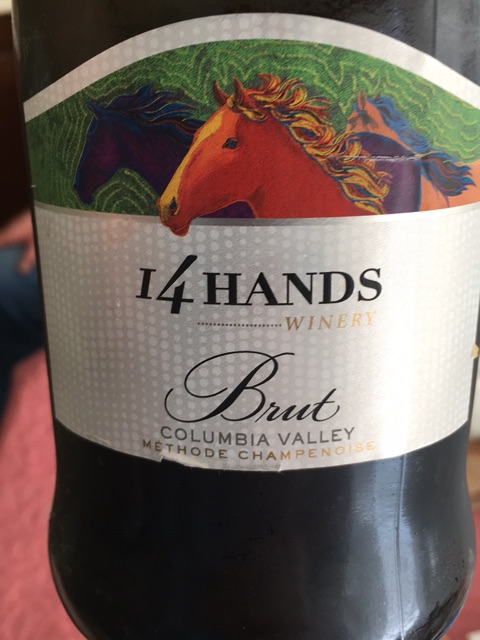 14 HANDS
WINERY
Brut
COLUMBIA VALLEY
MÉTHODE CHAMPENOISE